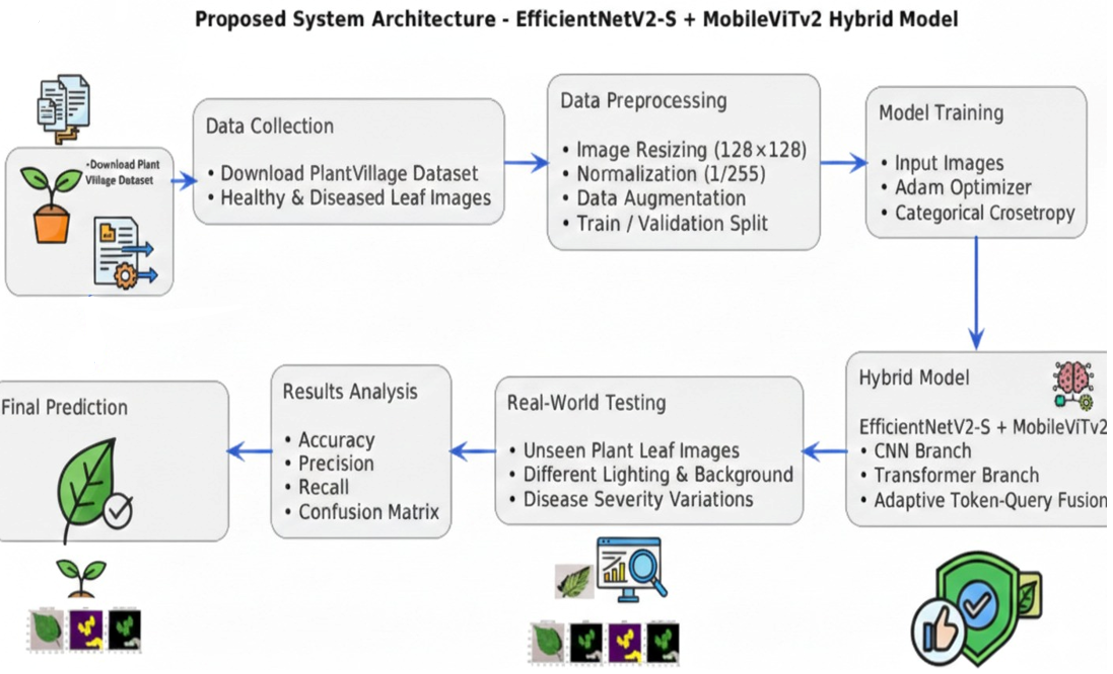 Proposed System Architecture - EfficientNetV2-S + MobileViTv2 Hybrid Model
-Download Plant
Village Dataset
Data Collection
• Download PlantVillage Dataset
• Healthy & Diseased Leaf Images
Data Preprocessing
• Image Resizing (128×128)
• Normalization (1/255)
• Data Augmentation
• Train / Validation Split
Model Training
• Input Images
• Adam Optimizer
• Categorical Crosetropy
Hybrid Model
EfficientNetV2-S + MobileViTv2
• CNN Branch
• Transformer Branch
• Adaptive Token-Query Fusion
Real-World Testing
• Unseen Plant Leaf Images
• Different Lighting & Background
• Disease Severity Variations
Results Analysis
• Accuracy
• Precision
• Recall
• Confusion Matrix
Final Prediction